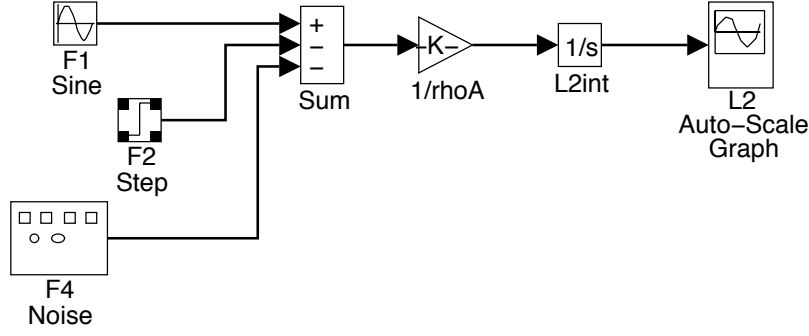 F1
Sine
+
−
−
Sum
−K−
1/rhoA
1/s
L2int
L2
Auto−Scale
Graph
F2
Step
F4
Noise